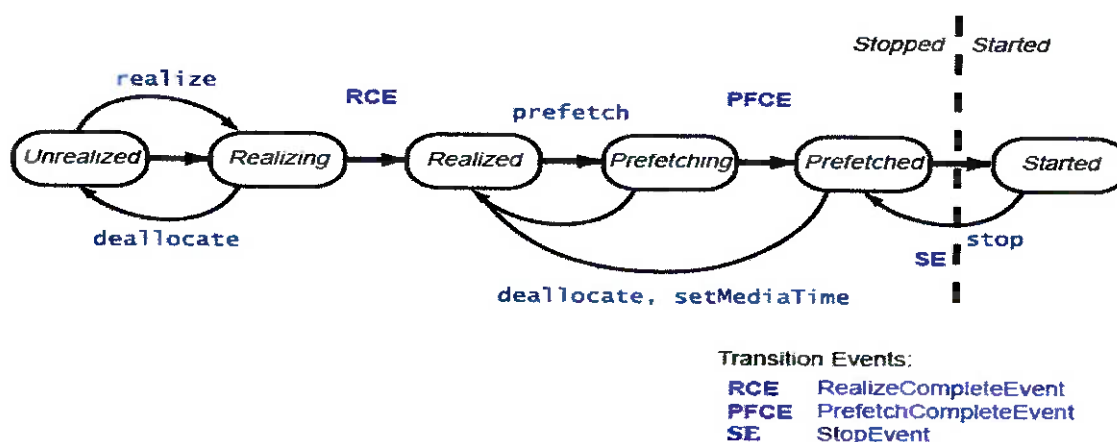 Stopped Started
realize
RCE
prefetch
PFCE
Unrealized Realizing Realized Prefetching Prefetched Started
deallocate
stop
SE
deallocate, setMediaTime
Transition Events:
RCE RealizeCompleteEvent
PFCE PrefetchCompleteEvent
SE StopEvent